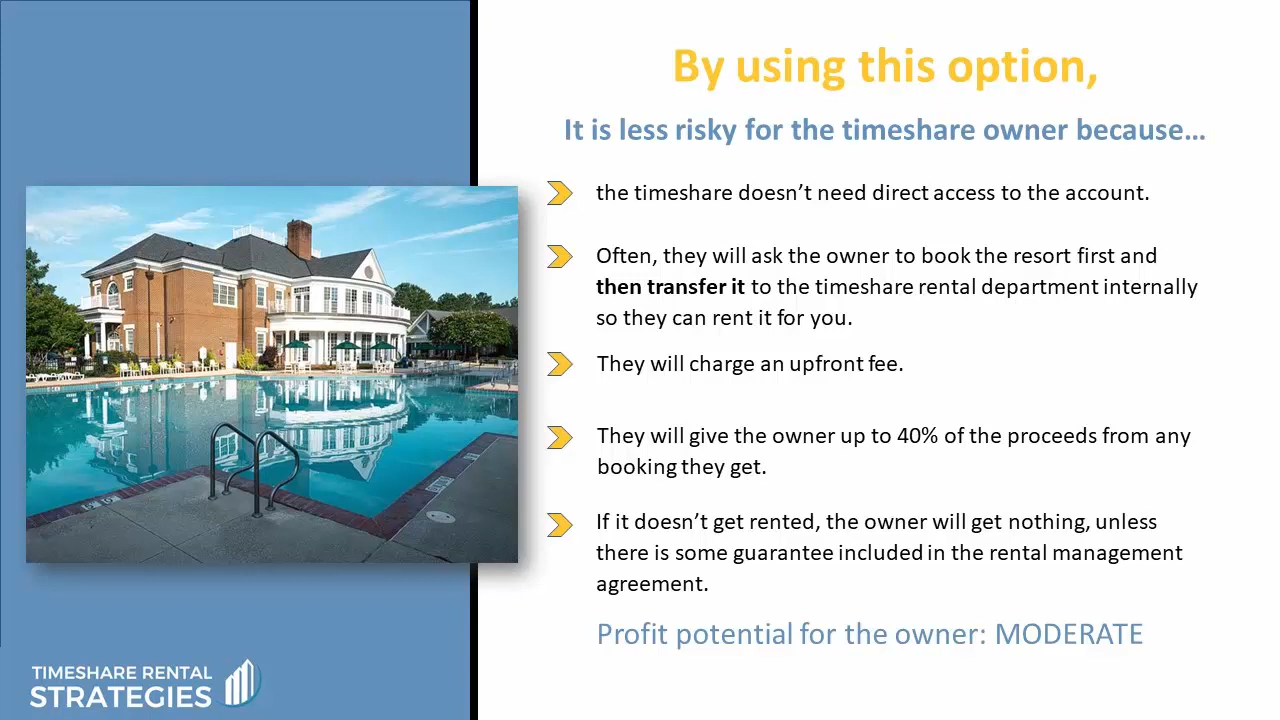 By using this option,
It is less risky for the timeshare owner because…
the timeshare doesn’t need direct access to the account.
Often, they will ask the owner to book the resort first and
then transfer it to the timeshare rental department internally
so they can rent it for you.
They will charge an upfront fee.
They will give the owner up to 40% of the proceeds from any
booking they get.
If it doesn’t get rented, the owner will get nothing, unless
there is some guarantee included in the rental management
agreement.
Profit potential for the owner: MODERATE
TIMESHARE RENTAL
STRATEGIES